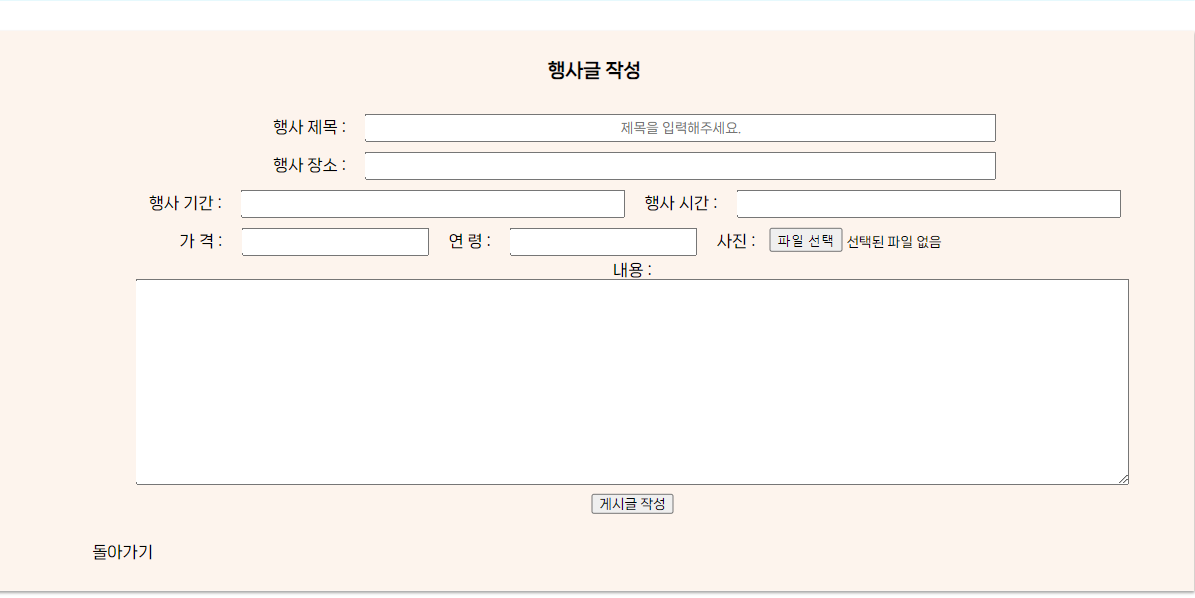 행사글 작성
행사 제목 : 제목을 입력해주세요.
행사 장소 :
행사 기간 : 행사 시간 :
가 격 : 연 령 : 사진 : 파일 선택 선택된 파일 없음
내용 :
게시글 작성
돌아가기